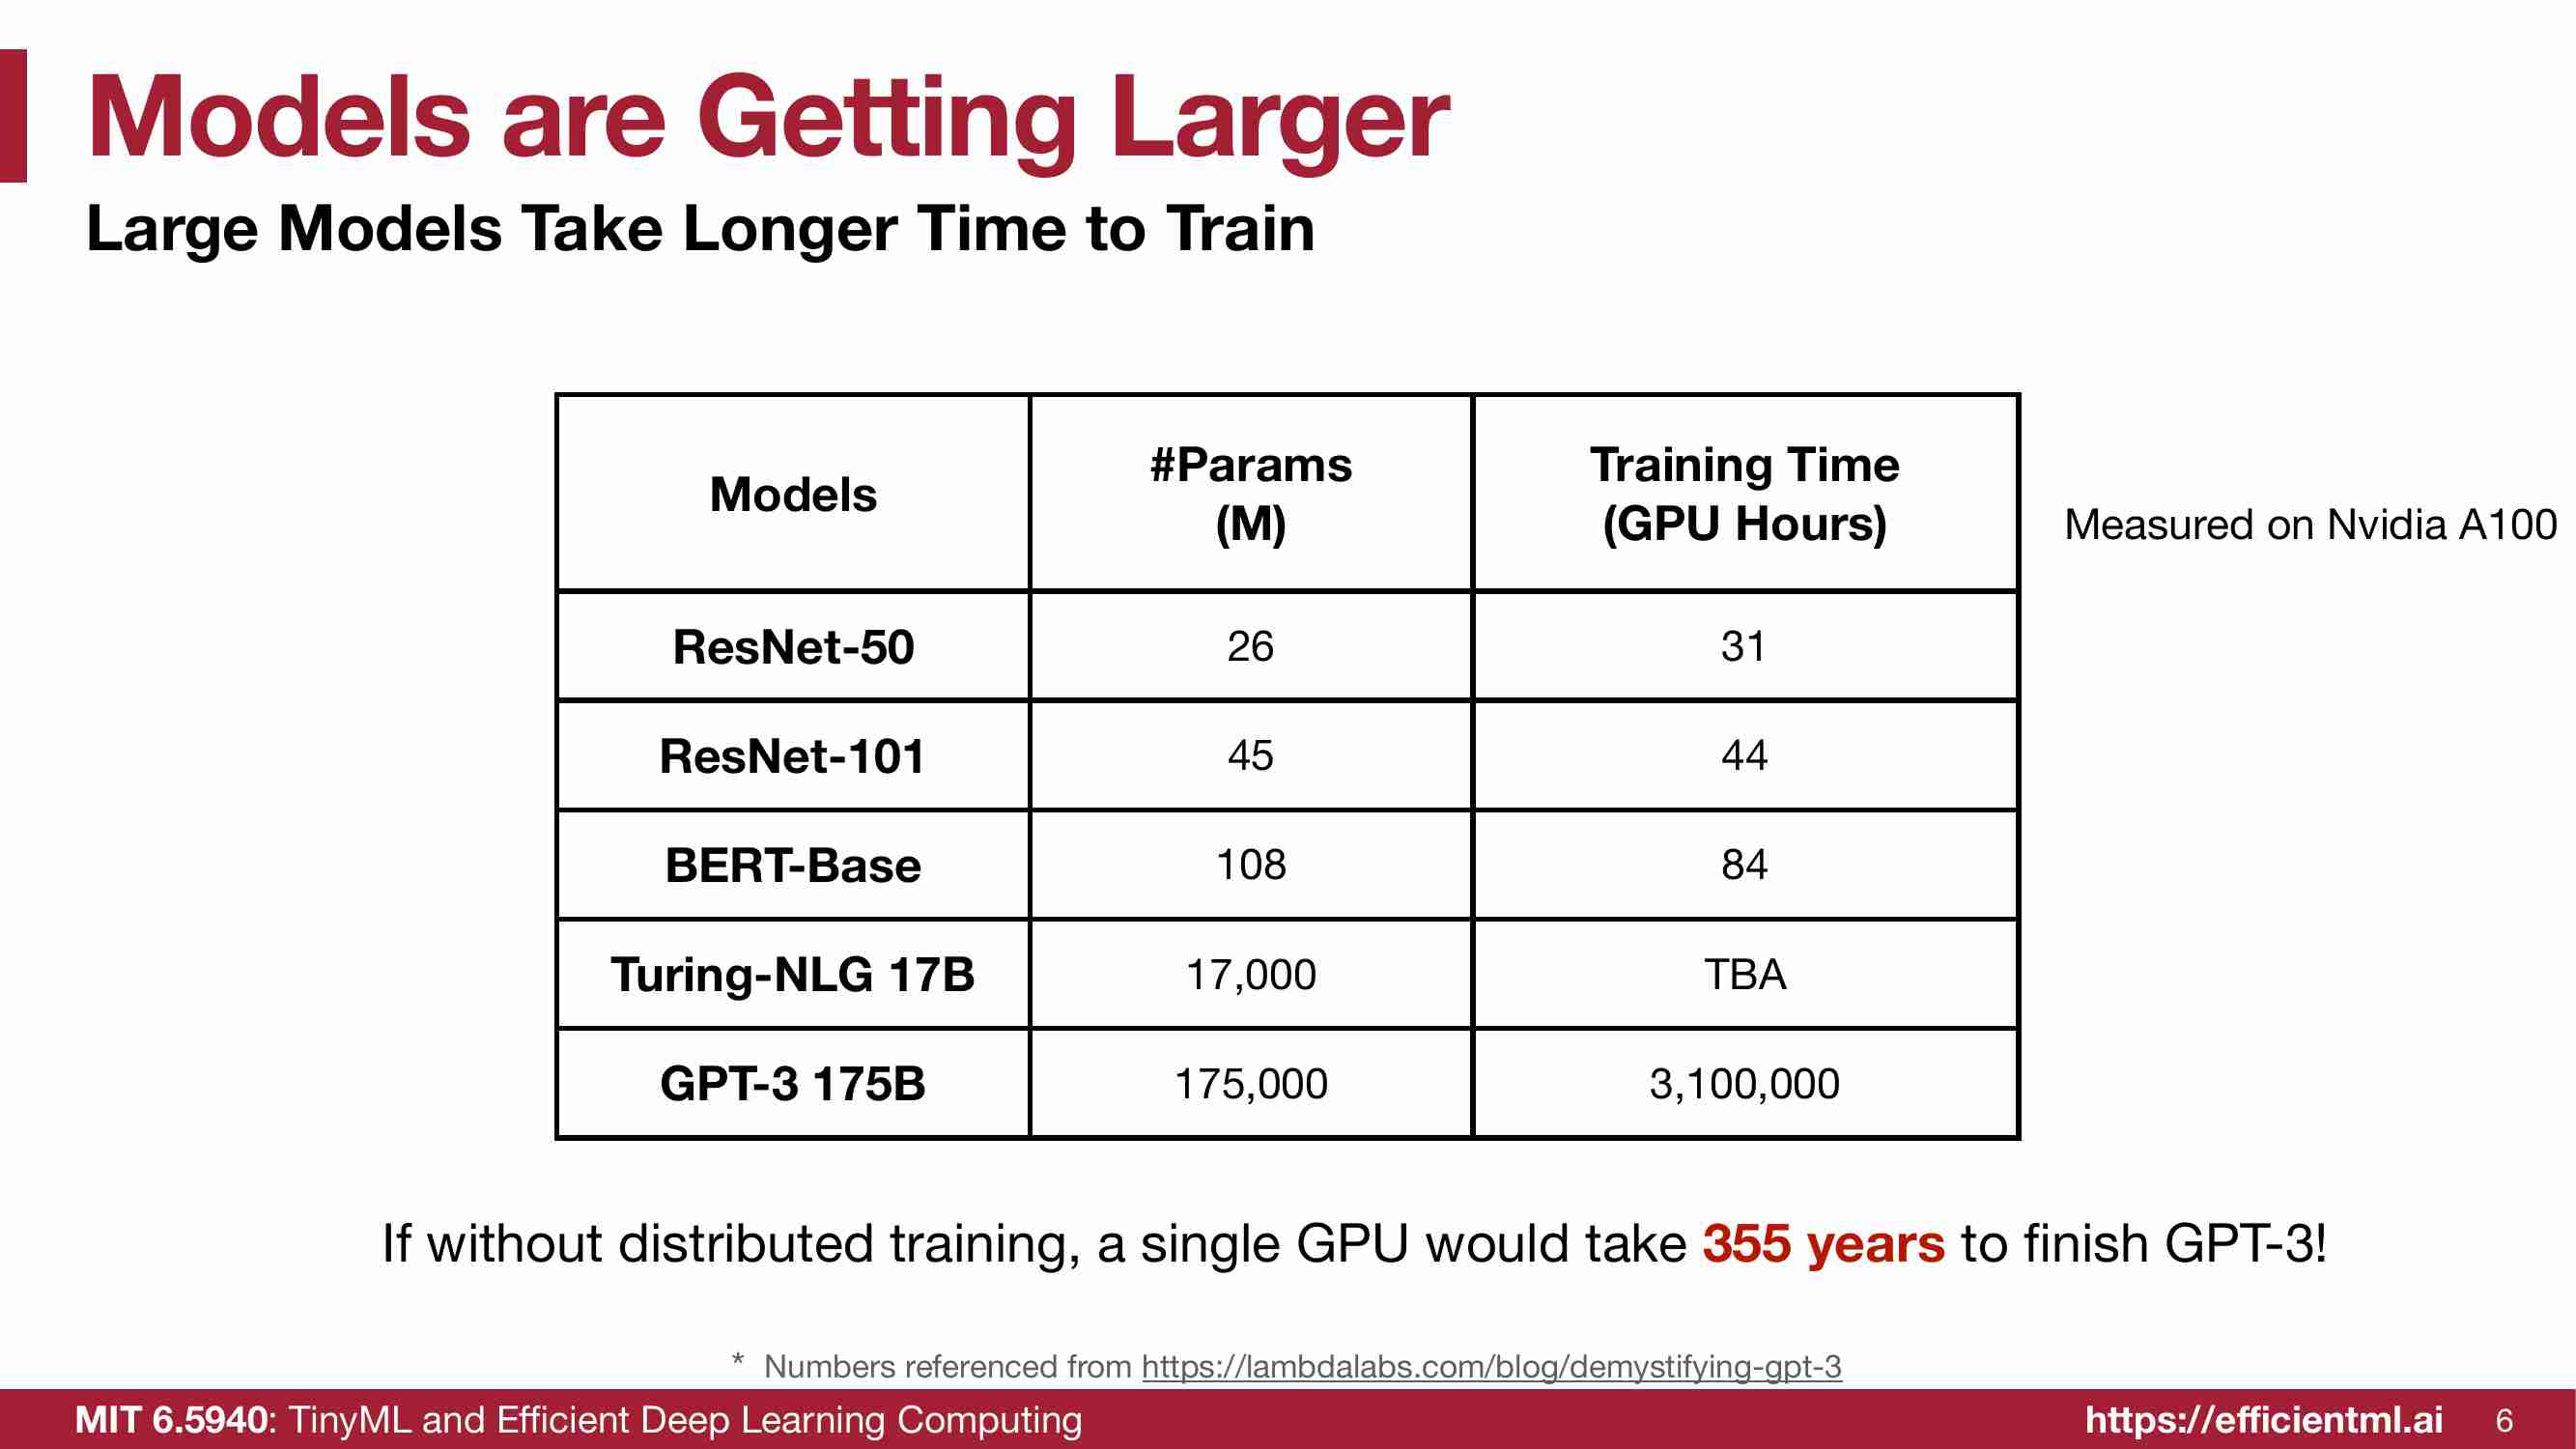 Models are Getting Larger
Large Models Take Longer Time to Train
Models
#Params
(M)
Training Time
(GPU Hours)
Measured on Nvidia A100
ResNet-50 26 31
ResNet-101 45 44
BERT-Base 108 84
Turing-NLG 17B 17,000 TBA
GPT-3 175B 175,000 3,100,000
If without distributed training, a single GPU would take 355 years to finish GPT-3!
* Numbers referenced from https://lambdalabs.com/blog/demystifying-gpt-3
MIT 6.5940: TinyML and Efficient Deep Learning Computing https://efficientml.ai 6